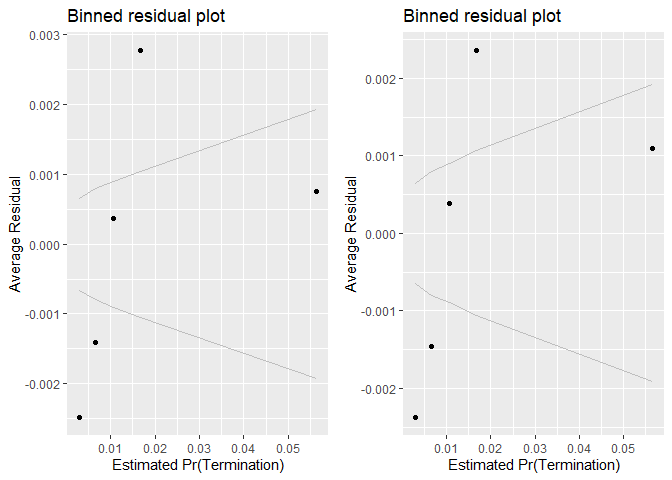 Binned residual plot
0.003
0.002
0.001
0.000
-0.001
-0.002
Average Residual
0.01 0.02 0.03 0.04 0.05
Estimated Pr(Termination)
Binned residual plot
0.002
0.001
0.000
-0.001
-0.002
Average Residual
0.01 0.02 0.03 0.04 0.05
Estimated Pr(Termination)